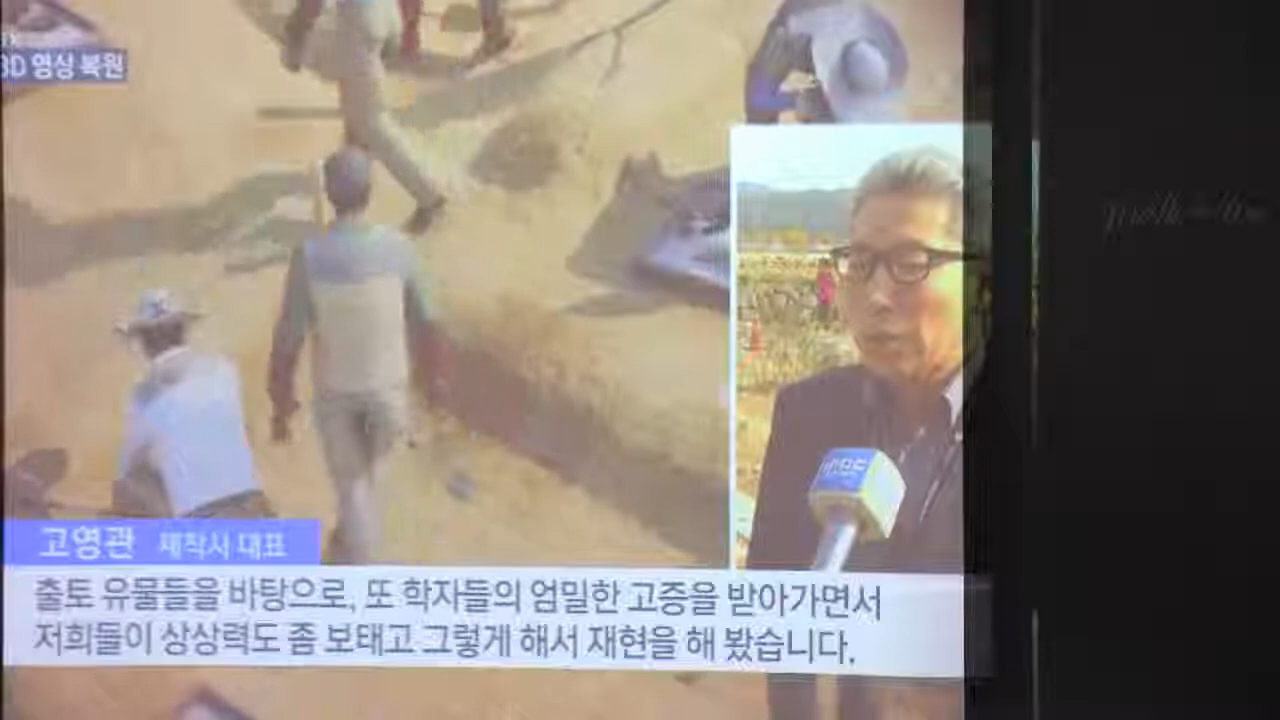 3D 영상 복원
mbc
고영관 제작사 대표
출토 유물들을 바탕으로, 또 학자들의 엄밀한 고증을 받아가면서
저희들이 상상력도 좀 보태고 그렇게 해서 재현을 해 봤습니다.